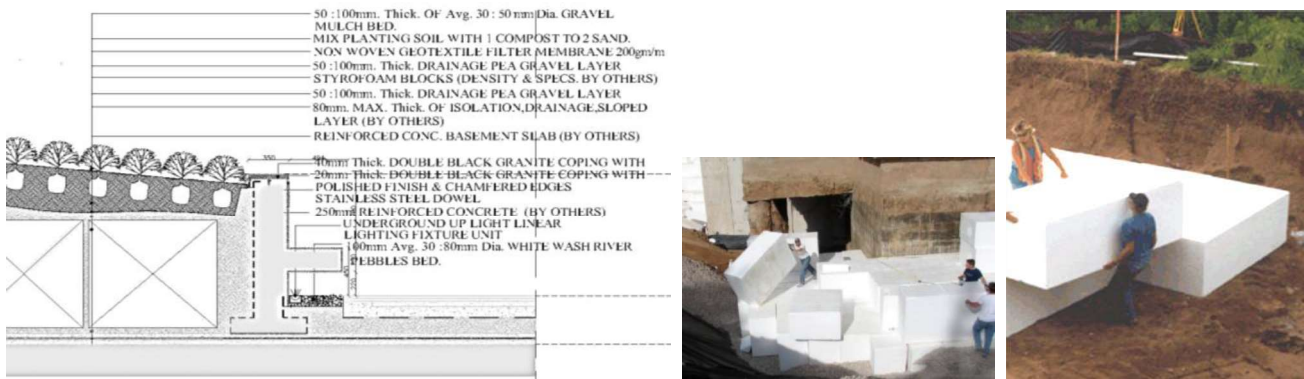 50 :100mm. Thick. OF Avg. 30 : 50 mm Dia. GRAVEL
MULCH BED.
MIX PLANTING SOIL WITH 1 COMPOST TO 2 SAND.
NON WOVEN GEOTEXTILE FILTER MEMBRANE 200gm/m
50 :100mm. Thick. DRAINAGE PEA GRAVEL LAYER
STYROFOAM BLOCKS (DENSITY & SPECS. BY OTHERS)
50 :100mm. Thick. DRAINAGE PEA GRAVEL LAYER
80mm. MAX. Thick. OF ISOLATION,DRAINAGE,SLOPED
LAYER (BY OTHERS)
REINFORCED CONC. BASEMENT SLAB (BY OTHERS)
350
Thick. DOUBLE BLACK GRANITE COPING WITH
20mm Thick. DOUBLE BLACK GRANITE COPING WITH
POLISHED FINISH & CHAMFERED EDGES
STAINLESS STEEL DOWEL
250mm REINFORCED CONCRETE (BY OTHERS)
UNDERGROUND UP LIGHT LINEAR
LIGHTING FIXTURE UNIT
100mm Avg. 30 :80mm Dia. WHITE WASH RIVER
PEBBLES BED.
450